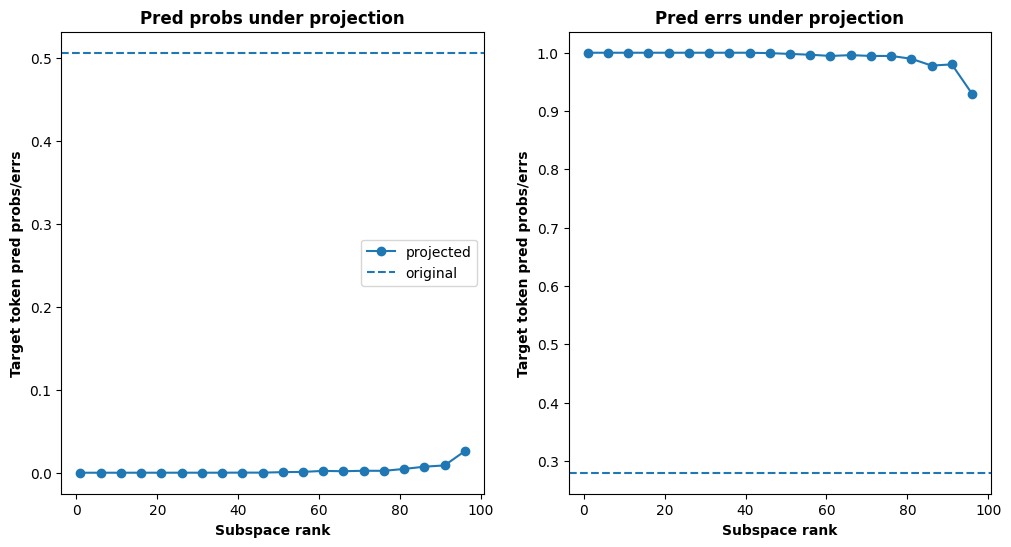 Pred probs under projection
Target token pred probs/errs
0.5
0.4
0.3
0.2
0.1
0.0
projected
original
0 20 40 60 80 100
Subspace rank
Pred errs under projection
Target token pred probs/errs
1.0
0.9
0.8
0.7
0.6
0.5
0.4
0.3
0 20 40 60 80 100
Subspace rank